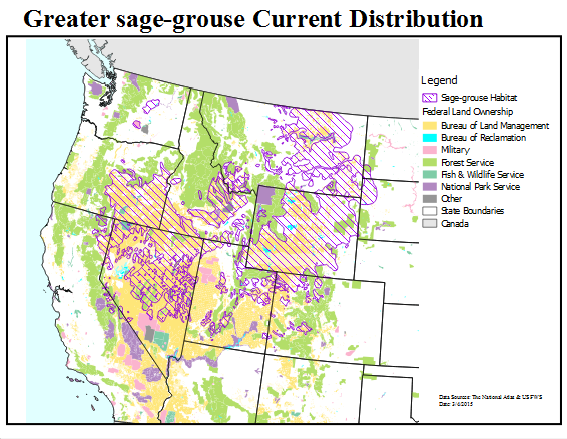 Greater sage-grouse Current Distribution
Legend
Sage-grouse Habitat
Federal Land Ownership
Bureau of Land Management
Bureau of Reclamation
Military
Forest Service
Fish & Wildlife Service
National Park Service
Other
State Boundaries
Canada
Data Sources: The National Atlas & USFWS
Date: 3/6/2015